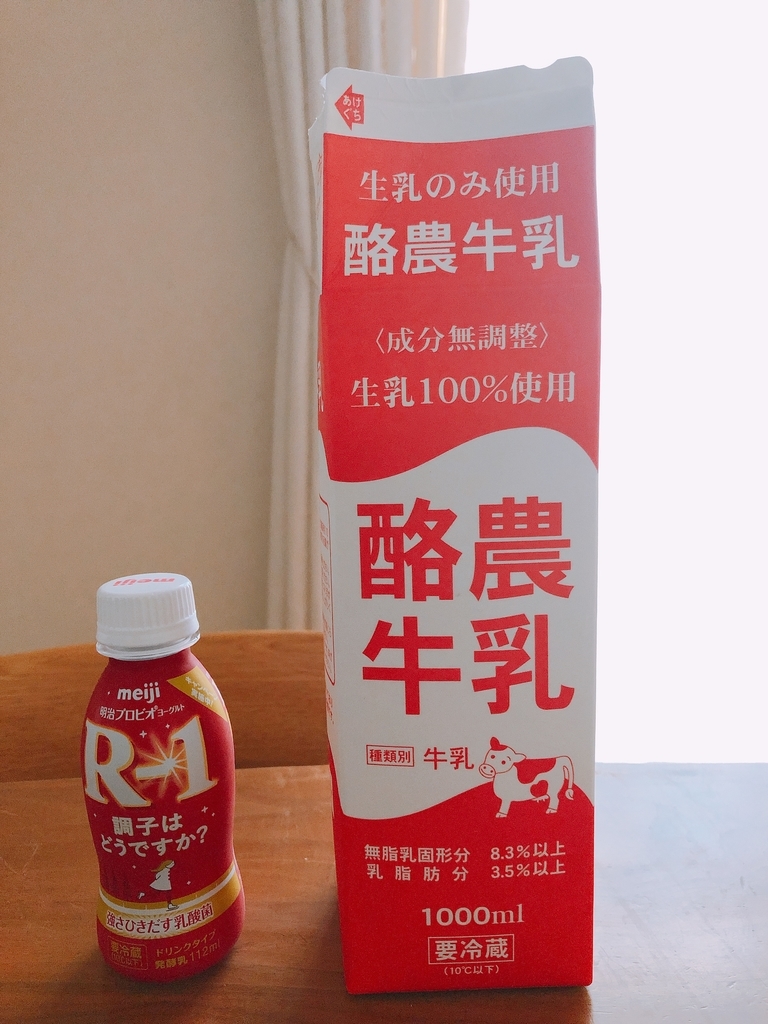 あけ
ぐち
生乳のみ使用
酪農牛乳
〈成分無調整〉
生乳100%使用
酪農
牛乳
種類別 牛乳
無脂乳固形分 8.3%以上
乳脂肪分 3.5%以上
1000ml
要冷蔵
(10℃以下)
meiji
meiji
明治プロビオヨーグルト
R-1
調子は
どうですか?
強さひきだす乳酸菌
要冷蔵
(10℃以下)
ドリンクタイプ
発酵乳 112ml